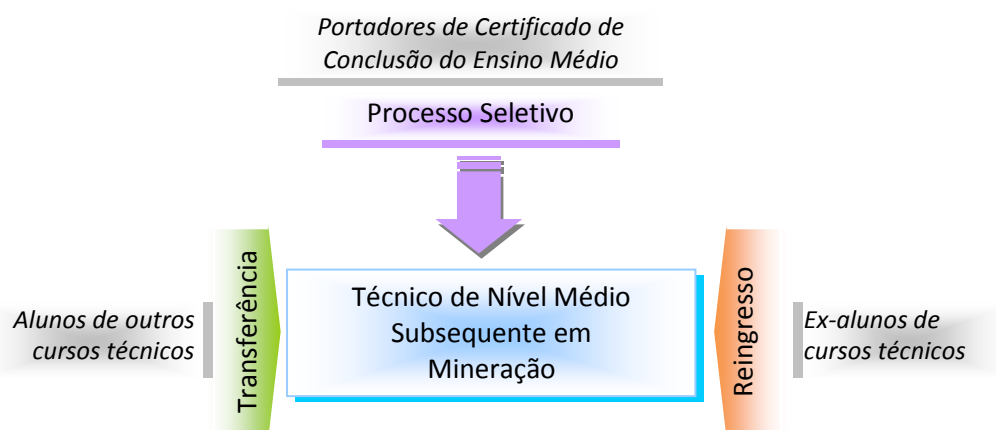 Portadores de Certificado de
Conclusão do Ensino Médio
Processo Seletivo
Alunos de outros
cursos técnicos
Transferência
Técnico de Nível Médio
Subsequente em
Mineração
Reingresso
Ex-alunos de
cursos técnicos